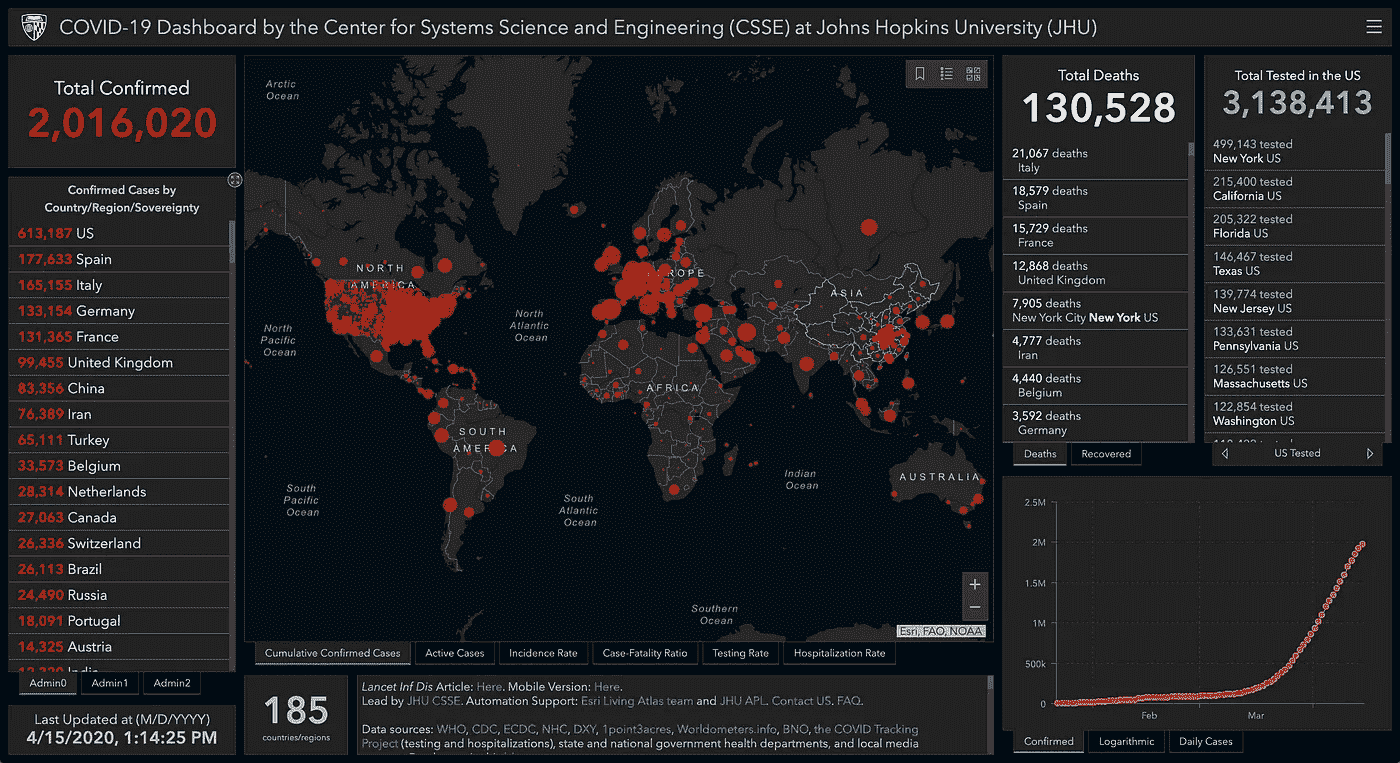 COVID-19 Dashboard by the Center for Systems Science and Engineering (CSSE) at Johns Hopkins University (JHU)
Total Confirmed
2,016,020
Confirmed Cases by
Country/Region/Sovereignty
613,187 US
177,633 Spain
165,155 Italy
133,154 Germany
131,365 France
99,455 United Kingdom
83,356 China
76,389 Iran
65,111 Turkey
33,573 Belgium
28,314 Netherlands
27,063 Canada
26,336 Switzerland
26,113 Brazil
24,490 Russia
18,091 Portugal
14,325 Austria
India
Admin0
Admin1
Admin2
Last Updated at (M/D/YYYY)
4/15/2020, 1:14:25 PM
Arctic
Ocean
NORTH
AMERICA
EUROPE
ASIA
North
Pacific
Ocean
North
Atlantic
Ocean
AFRICA
SOUTH
AMERICA
Indian
Ocean
AUSTRALIA
South
Pacific
Ocean
South
Atlantic
Ocean
Southern
Ocean
+
−
Esri, FAO, NOAA
Cumulative Confirmed Cases
Active Cases
Incidence Rate
Case-Fatality Ratio
Testing Rate
Hospitalization Rate
185
countries/regions
Lancet Inf Dis Article: Here. Mobile Version: Here.
Lead by JHU CSSE. Automation Support: Esri Living Atlas team and JHU APL. Contact US. FAQ.
Data sources: WHO, CDC, ECDC, NHC, DXY, 1point3acres, Worldometers.info, BNO, the COVID Tracking
Project (testing and hospitalizations), state and national government health departments, and local media
Total Deaths
130,528
21,067 deaths
Italy
18,579 deaths
Spain
15,729 deaths
France
12,868 deaths
United Kingdom
7,905 deaths
New York City New York US
4,777 deaths
Iran
4,440 deaths
Belgium
3,592 deaths
Germany
Deaths
Recovered
Total Tested in the US
3,138,413
499,143 tested
New York US
215,400 tested
California US
205,322 tested
Florida US
146,467 tested
Texas US
139,774 tested
New Jersey US
133,631 tested
Pennsylvania US
126,551 tested
Massachusetts US
122,854 tested
Washington US
US Tested
2.5M
2M
1.5M
1M
500k
0
Feb
Mar
Confirmed
Logarithmic
Daily Cases